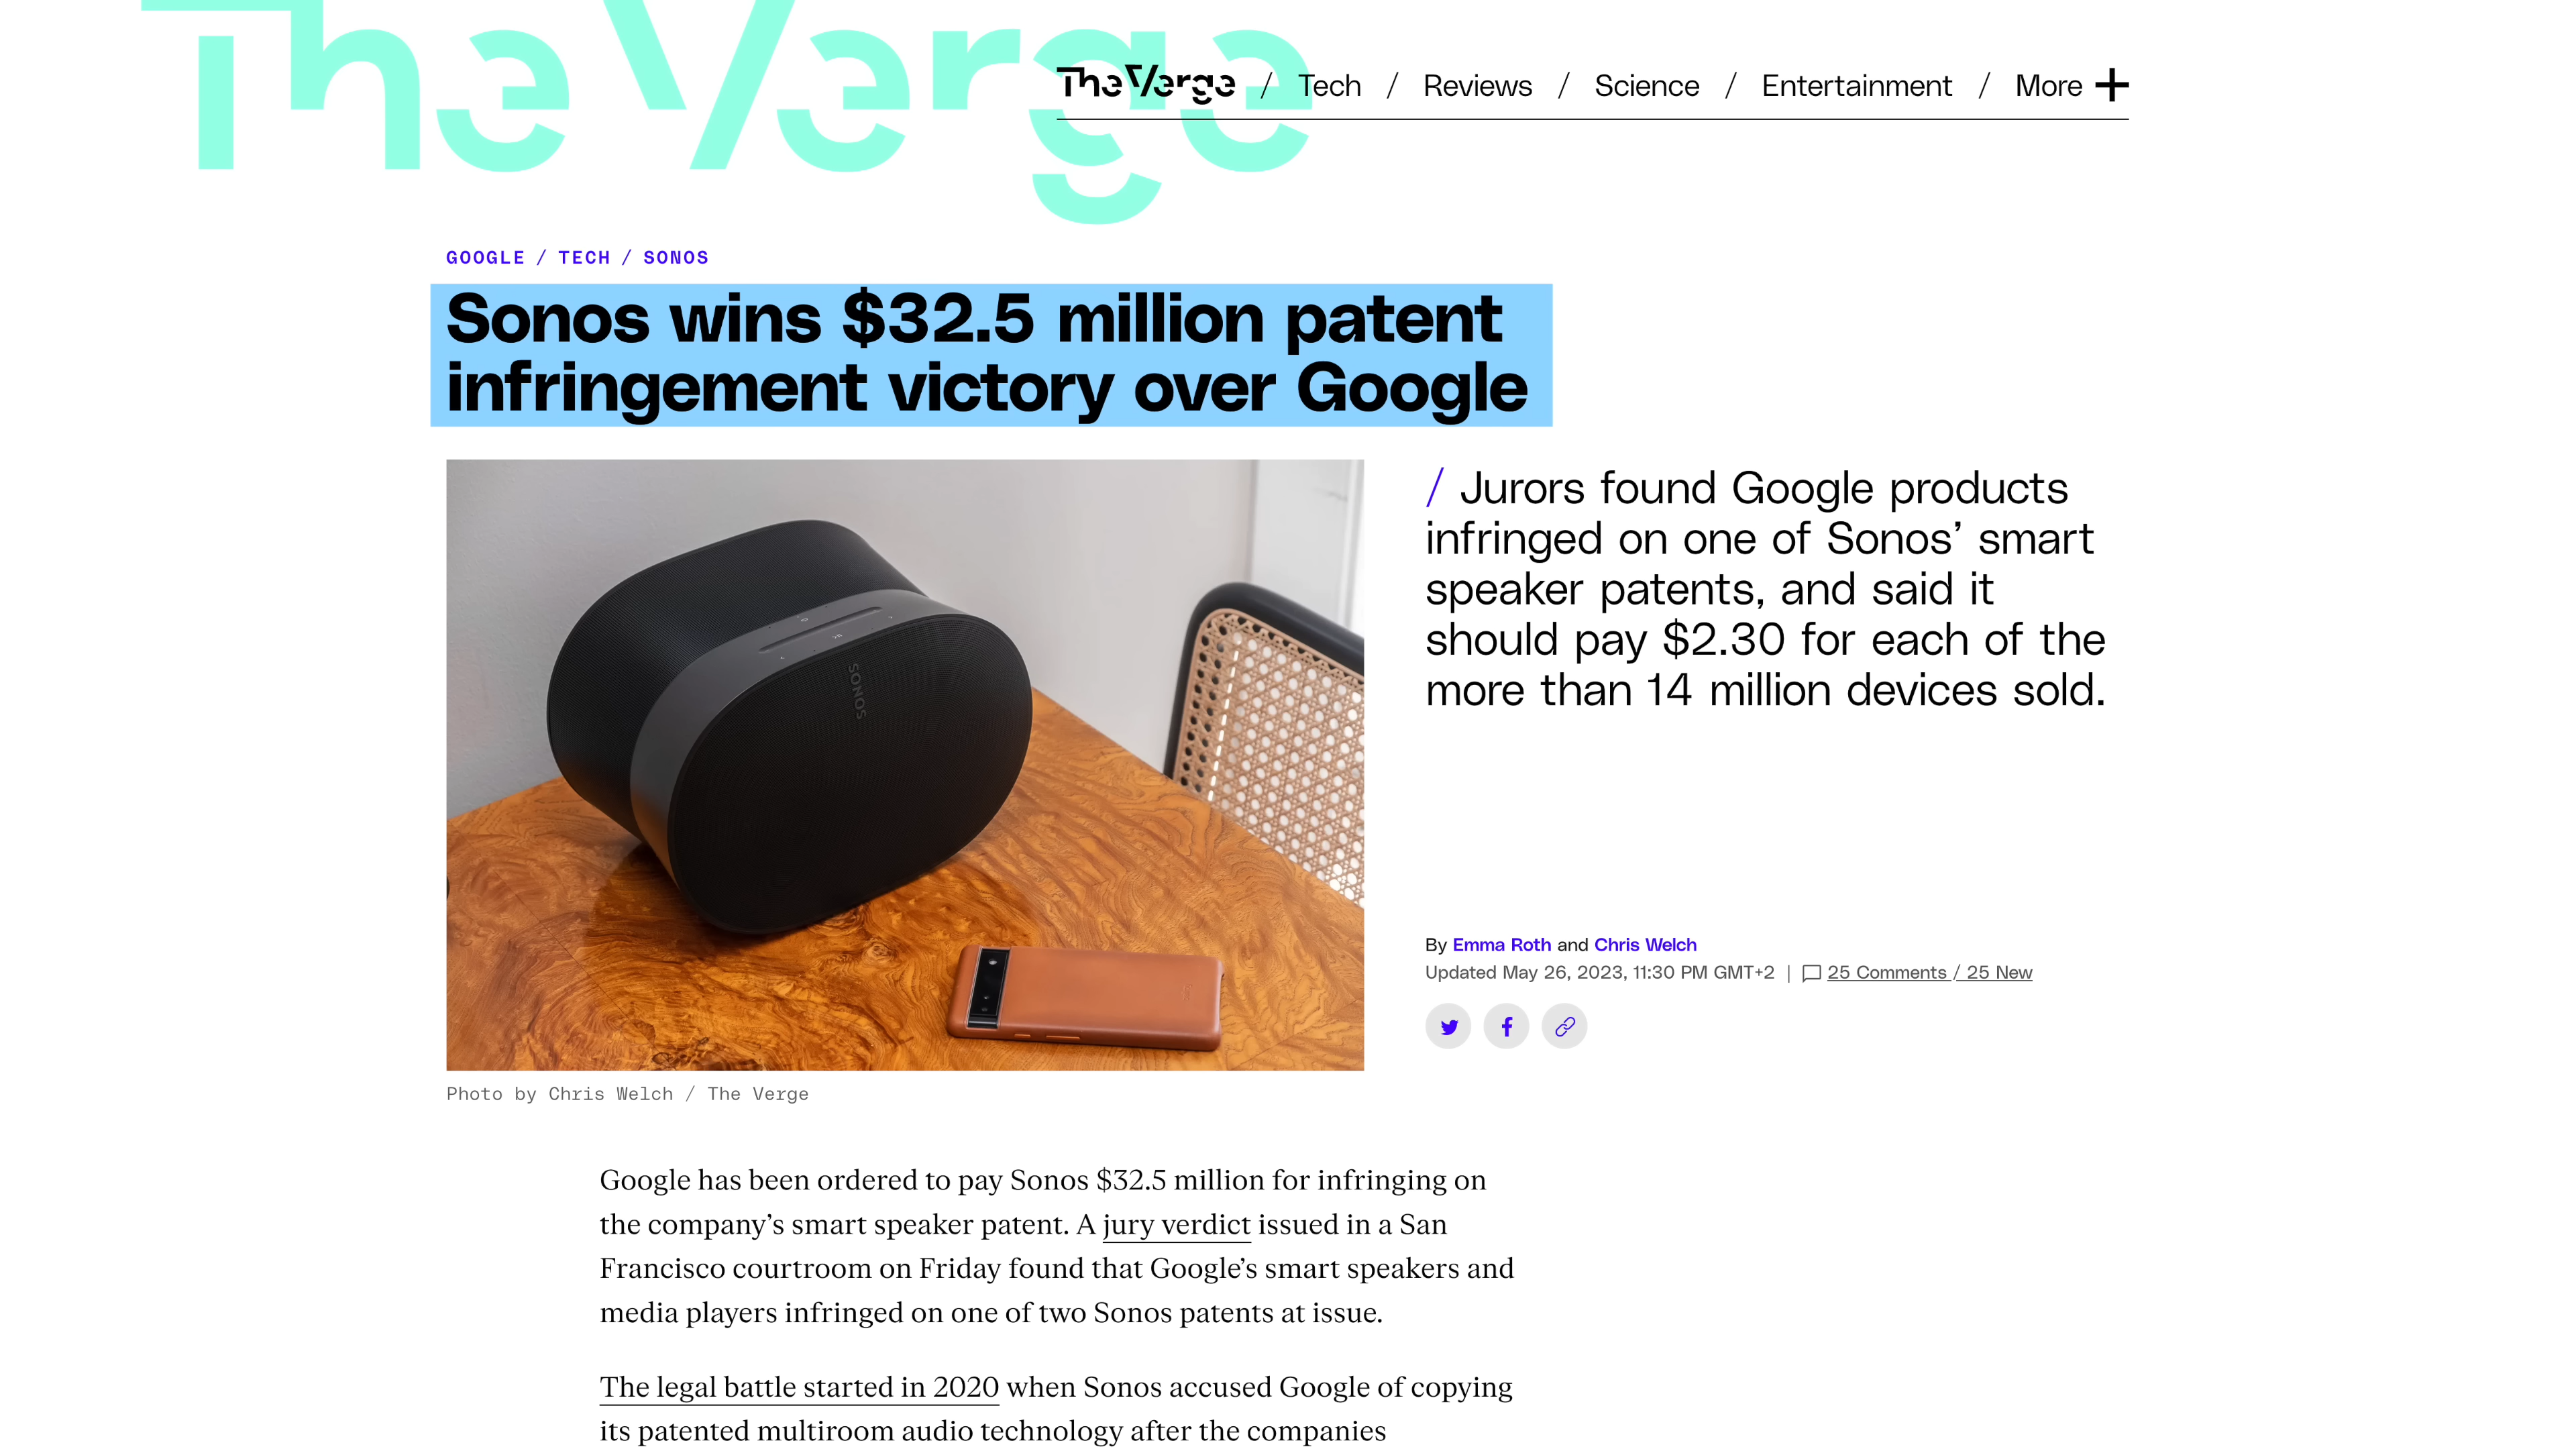 The Verge
The Verge / Tech / Reviews / Science / Entertainment / More +
GOOGLE / TECH / SONOS
Sonos wins $32.5 million patent
infringement victory over Google
SONOS
/ Jurors found Google products
infringed on one of Sonos’ smart
speaker patents, and said it
should pay $2.30 for each of the
more than 14 million devices sold.
By Emma Roth and Chris Welch
Updated May 26, 2023, 11:30 PM GMT+2 | 25 Comments / 25 New
Photo by Chris Welch / The Verge
Google has been ordered to pay Sonos $32.5 million for infringing on
the company’s smart speaker patent. A jury verdict issued in a San
Francisco courtroom on Friday found that Google’s smart speakers and
media players infringed on one of two Sonos patents at issue.
The legal battle started in 2020 when Sonos accused Google of copying
its patented multiroom audio technology after the companies